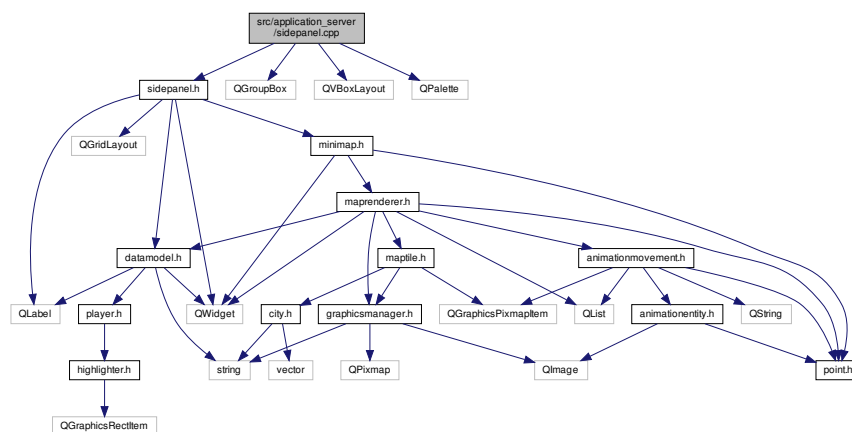 src/application_server
/sidepanel.cpp
sidepanel.h
QGroupBox
QVBoxLayout
QPalette
QGridLayout
minimap.h
maprenderer.h
datamodel.h
maptile.h
animationmovement.h
QLabel
player.h
QWidget
city.h
graphicsmanager.h
QGraphicsPixmapItem
QList
animationentity.h
QString
highlighter.h
string
vector
QPixmap
QImage
point.h
QGraphicsRectItem